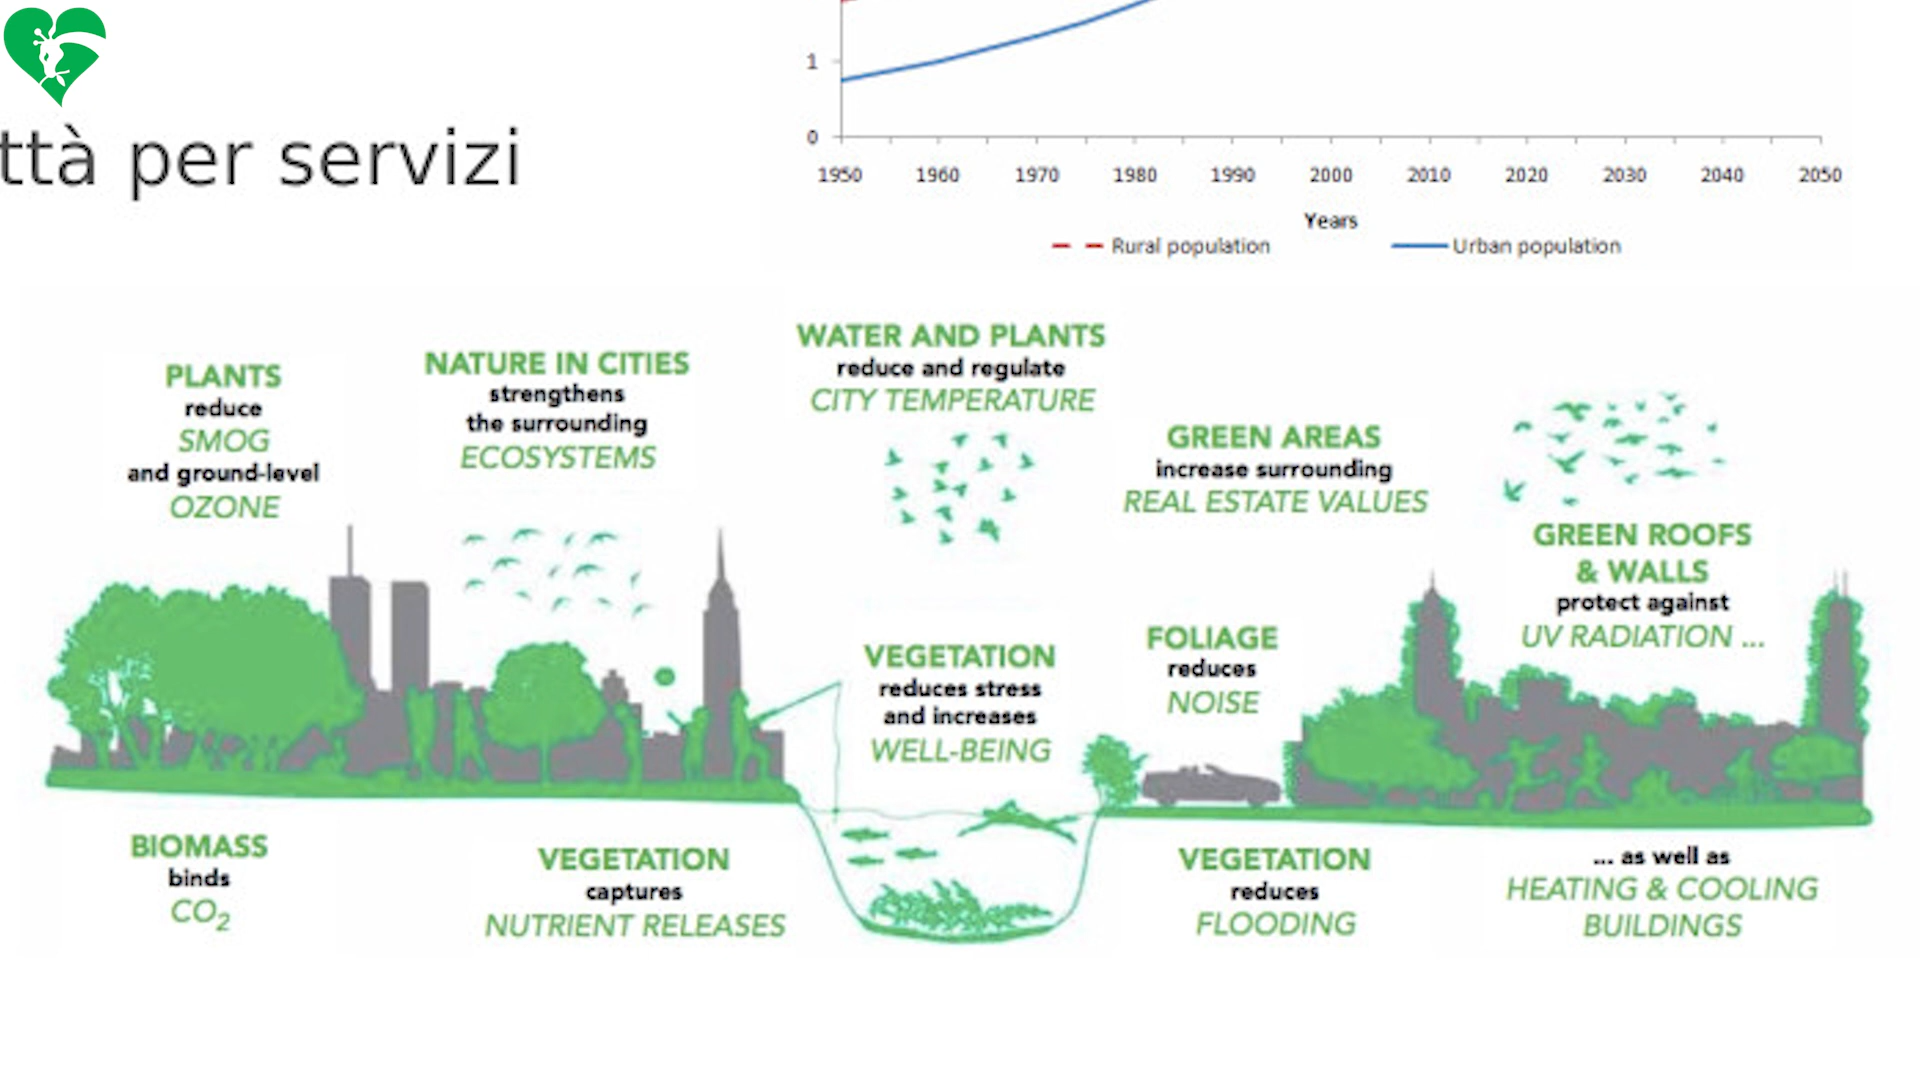 1
0
1950 1960 1970 1980 1990 2000 2010 2020 2030 2040 2050
Years
Rural population Urban population
ttà per servizi
PLANTS
reduce
SMOG
and ground-level
OZONE
NATURE IN CITIES
strengthens
the surrounding
ECOSYSTEMS
WATER AND PLANTS
reduce and regulate
CITY TEMPERATURE
GREEN AREAS
increase surrounding
REAL ESTATE VALUES
GREEN ROOFS
& WALLS
protect against
UV RADIATION ...
VEGETATION
reduces stress
and increases
WELL-BEING
FOLIAGE
reduces
NOISE
BIOMASS
binds
CO2
VEGETATION
captures
NUTRIENT RELEASES
VEGETATION
reduces
FLOODING
... as well as
HEATING & COOLING
BUILDINGS